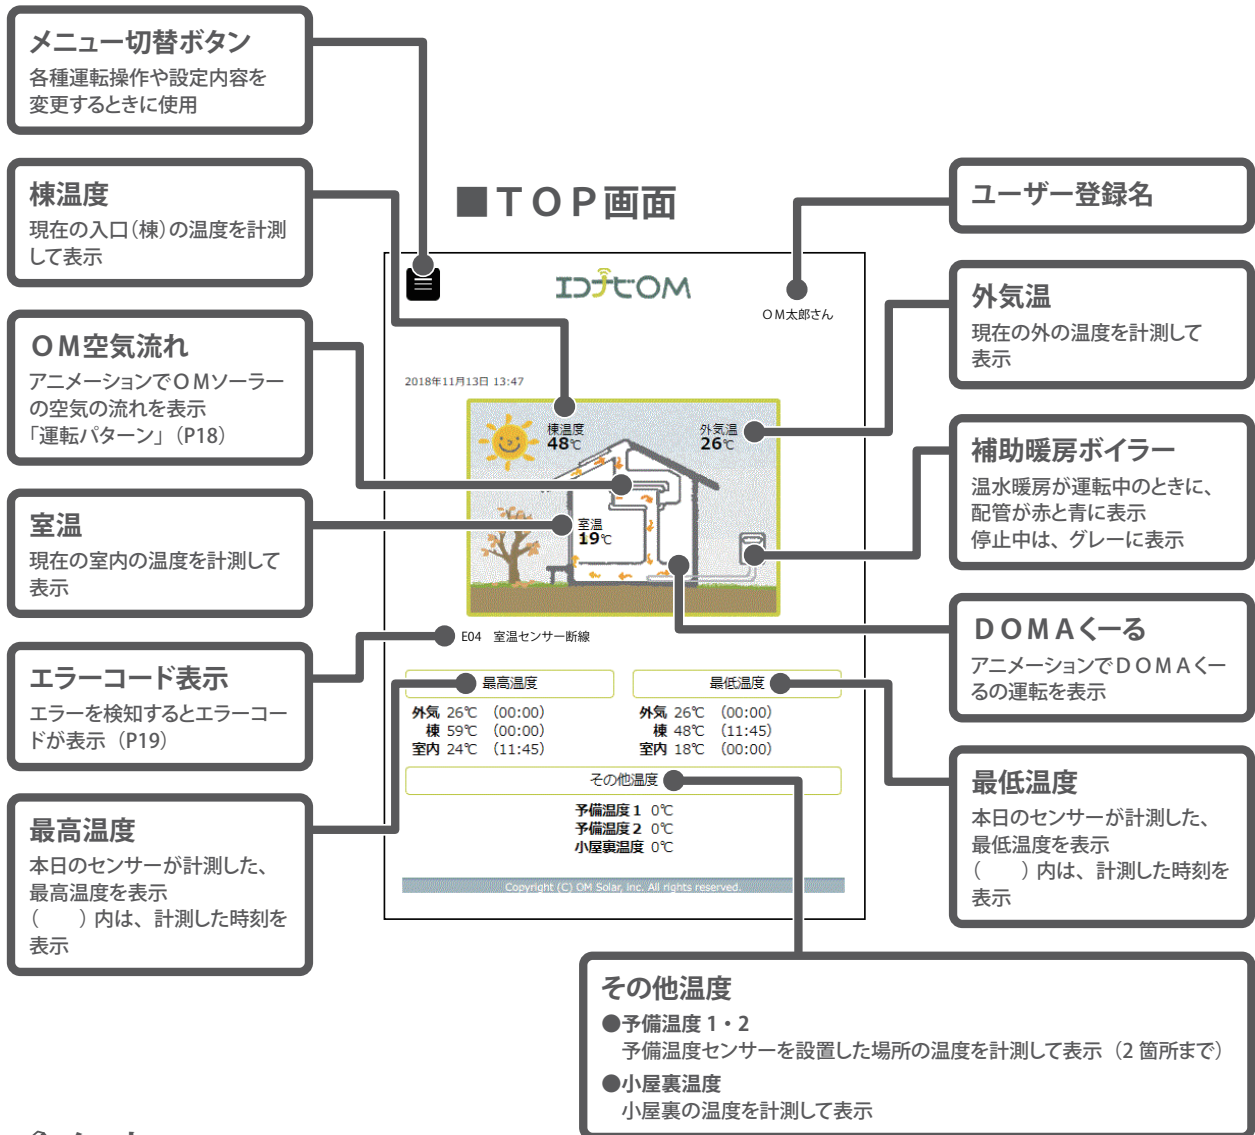 メニュー切替ボタン
各種運転操作や設定内容を
変更するときに使用
棟温度
現在の入口（棟）の温度を計測
して表示
OM空気流れ
アニメーションでOMソーラー
の空気の流れを表示
「運転パターン」（P18）
室温
現在の室内の温度を計測して
表示
エラーコード表示
エラーを検知するとエラーコー
ドが表示（P19）
最高温度
本日のセンサーが計測した、
最高温度を表示
（　　）内は、計測した時刻を
表示
■TOP画面
エコナビOM
OM太郎さん
2018年11月13日 13:47
棟温度
48℃
外気温
26℃
室温
19℃
E04　室温センサー断線
最高温度
外気 26℃ （00:00）
棟 59℃ （00:00）
室内 24℃ （11:45）
最低温度
外気 26℃ （00:00）
棟 48℃ （11:45）
室内 18℃ （00:00）
その他温度
予備温度1 0℃
予備温度2 0℃
小屋裏温度 0℃
Copyright (C) OM Solar, inc. All rights reserved.
ユーザー登録名
外気温
現在の外の温度を計測して
表示
補助暖房ボイラー
温水暖房が運転中のときに、
配管が赤と青に表示
停止中は、グレーに表示
DOMAくーる
アニメーションでDOMAくー
るの運転を表示
最低温度
本日のセンサーが計測した、
最低温度を表示
（　　）内は、計測した時刻を
表示
その他温度
●予備温度 1・2
予備温度センサーを設置した場所の温度を計測して表示（2 箇所まで）
●小屋裏温度
小屋裏の温度を計測して表示